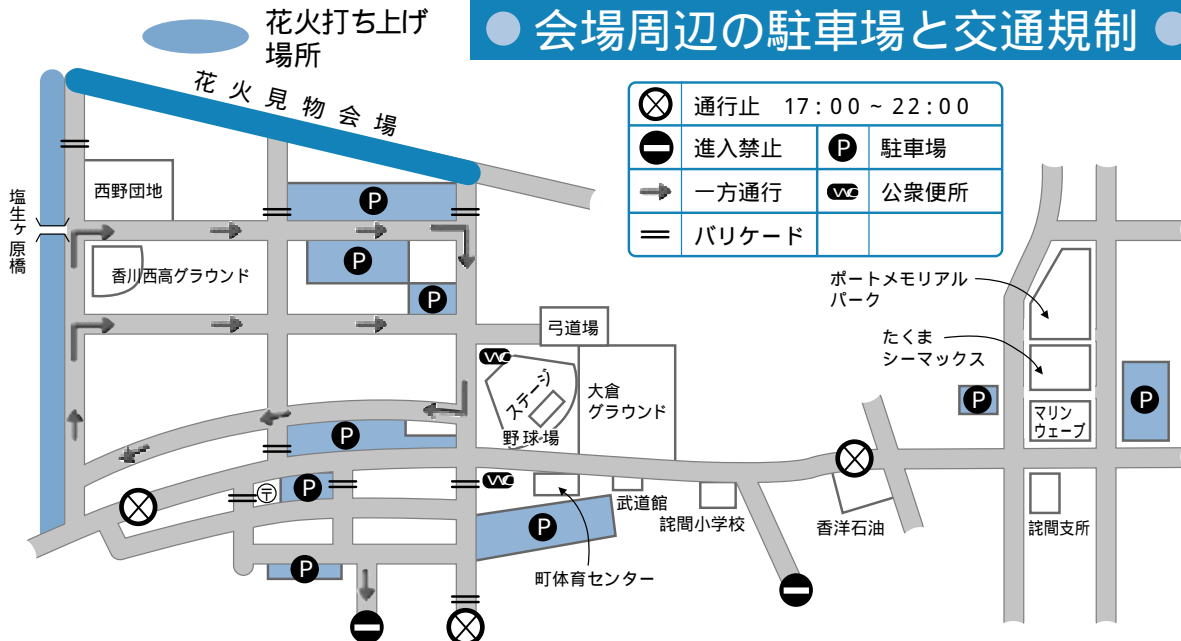 花火打ち上げ
場所
会場周辺の駐車場と交通規制
花火見物会場
通行止 17:00~22:00
進入禁止
P
駐車場
一方通行
WC
公衆便所
バリケード
塩生ヶ原橋
西野団地
P
香川西高グラウンド
P
P
弓道場
WC
ステージ
野球場
大倉
グラウンド
ポートメモリアル
パーク
たくま
シーマックス
P
マリン
ウェーブ
P
P
〒
P
WC
P
武道館
詫間小学校
香洋石油
詫間支所
町体育センター
P